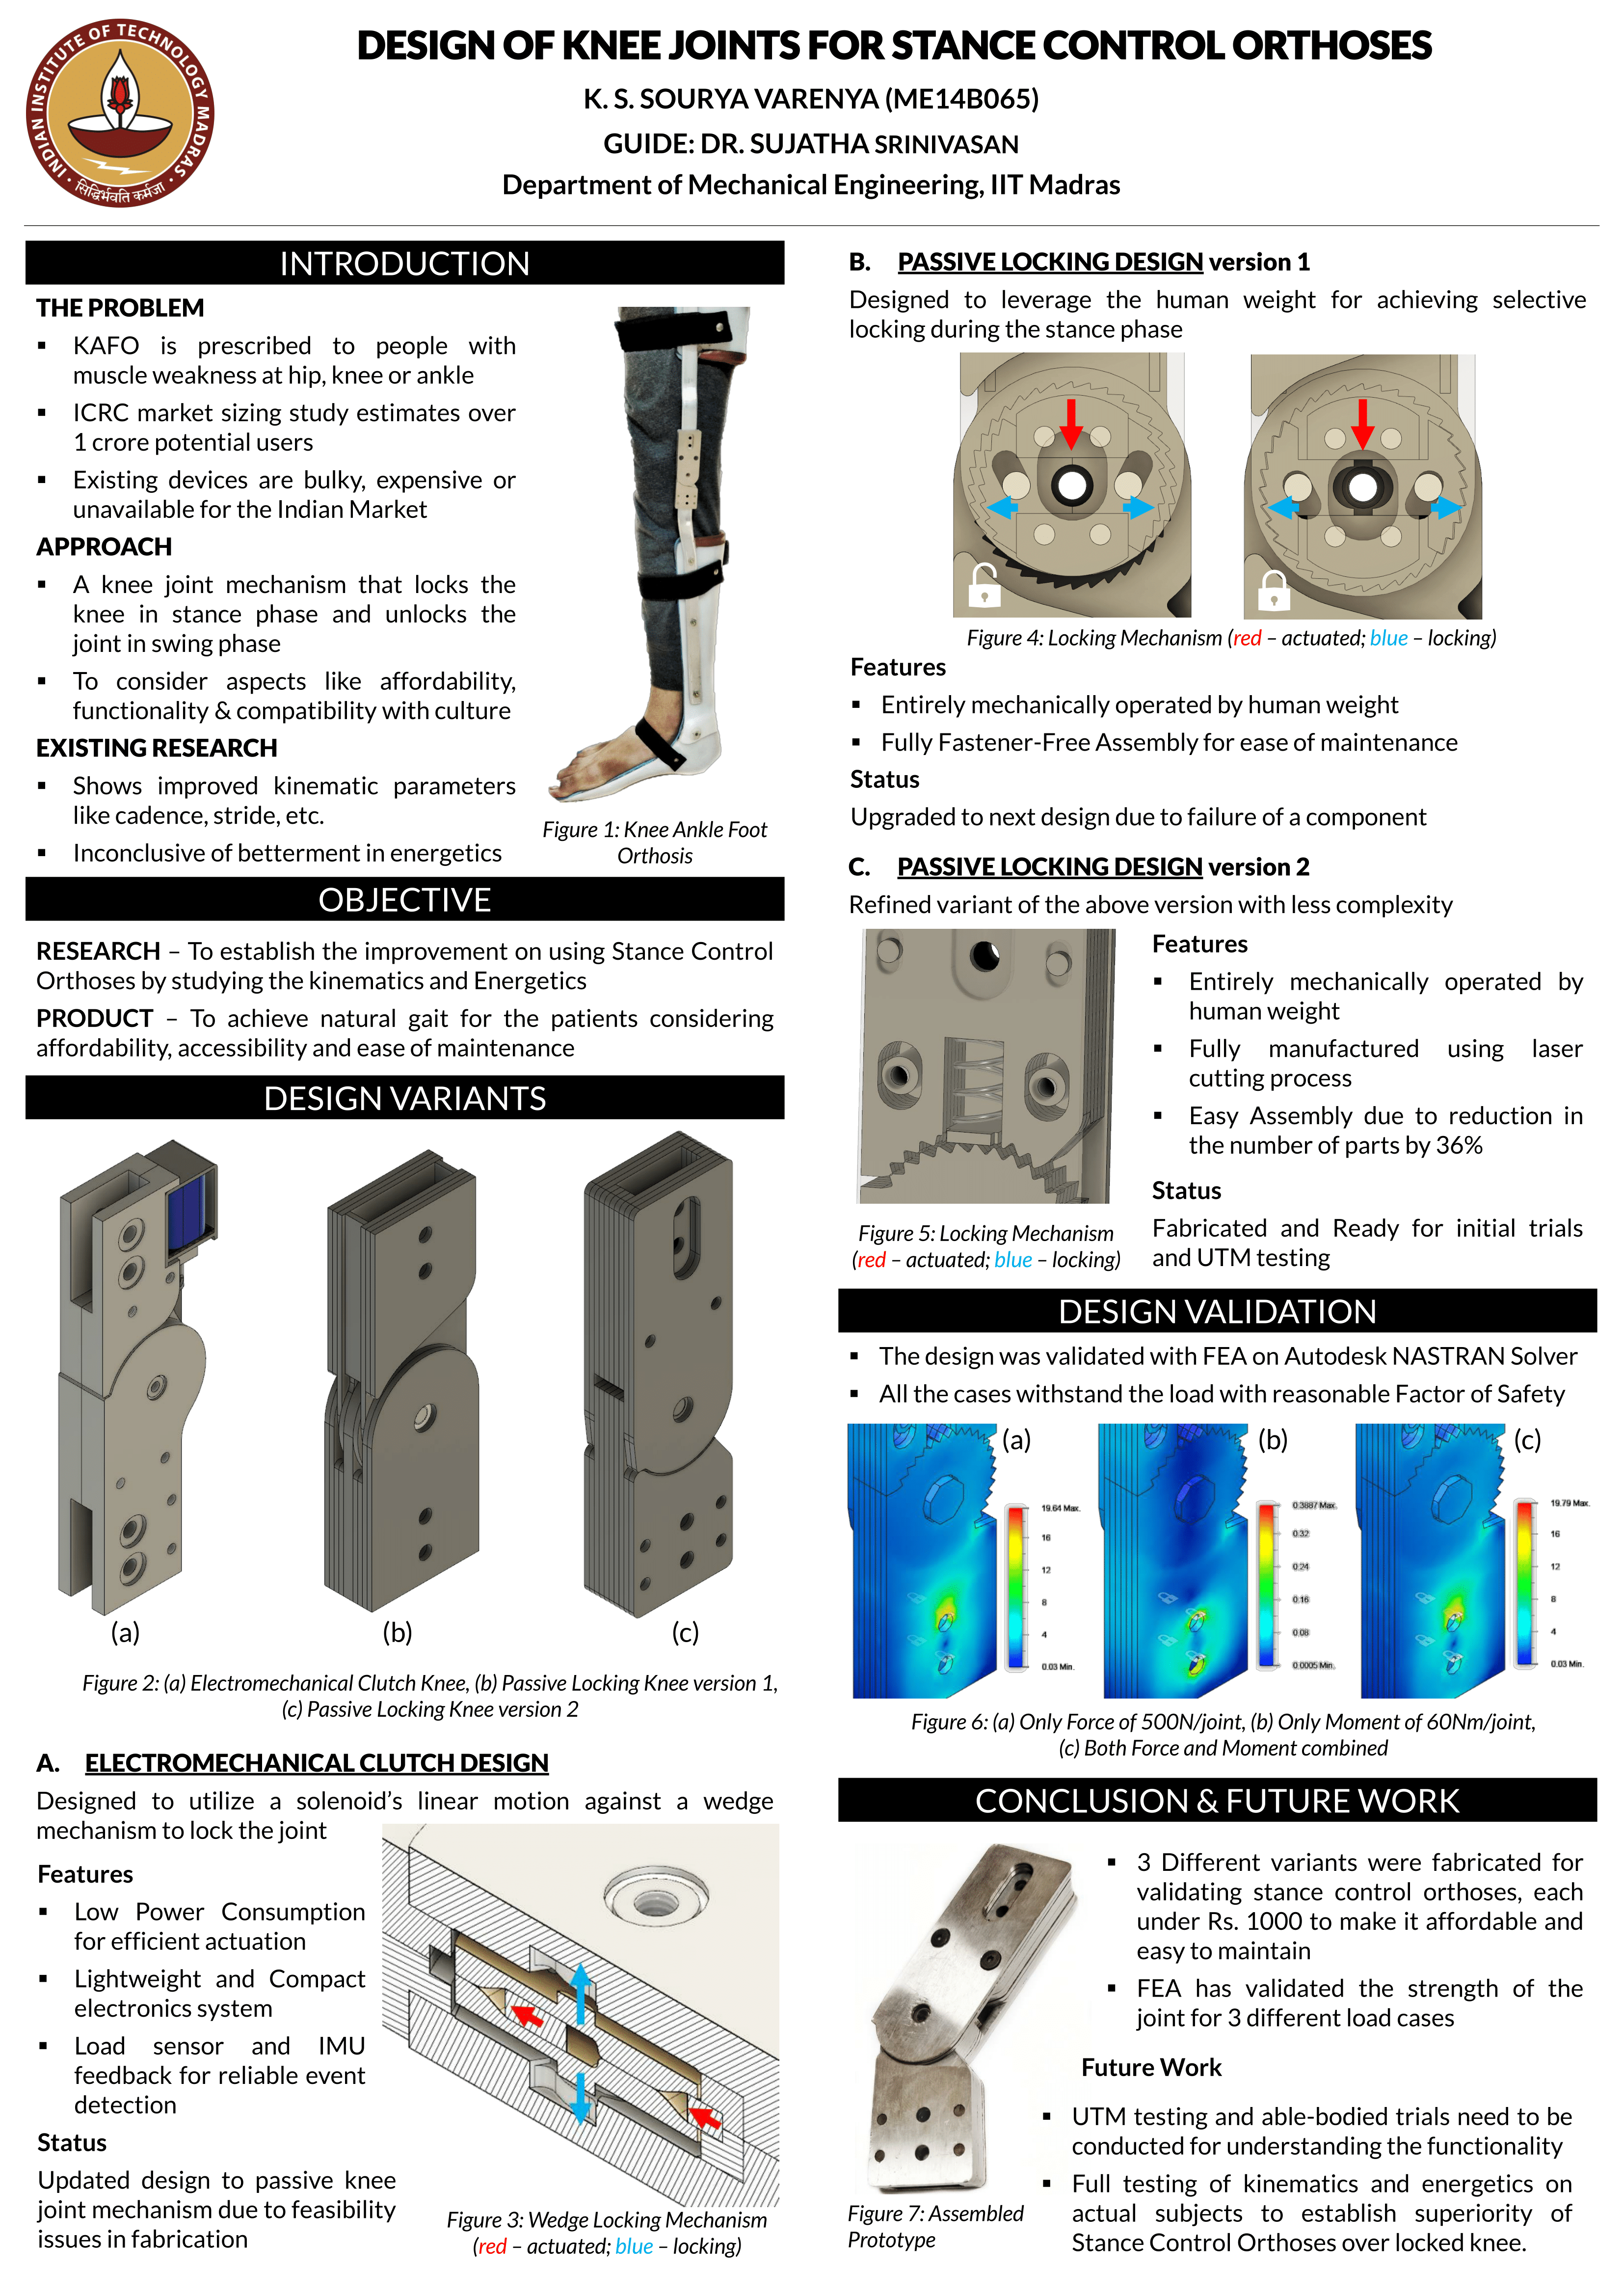 INDIAN INSTITUTE OF TECHNOLOGY MADRAS
सिद्धिर्भवति कर्मजा
DESIGN OF KNEE JOINTS FOR STANCE CONTROL ORTHOSES
K. S. SOURYA VARENYA (ME14B065)
GUIDE: DR. SUJATHA SRINIVASAN
Department of Mechanical Engineering, IIT Madras
INTRODUCTION
THE PROBLEM
▪ KAFO is prescribed to people with
muscle weakness at hip, knee or ankle
▪ ICRC market sizing study estimates over
1 crore potential users
▪ Existing devices are bulky, expensive or
unavailable for the Indian Market
APPROACH
▪ A knee joint mechanism that locks the
knee in stance phase and unlocks the
joint in swing phase
▪ To consider aspects like affordability,
functionality & compatibility with culture
EXISTING RESEARCH
▪ Shows improved kinematic parameters
like cadence, stride, etc.
▪ Inconclusive of betterment in energetics
Figure 1: Knee Ankle Foot
Orthosis
OBJECTIVE
RESEARCH – To establish the improvement on using Stance Control
Orthoses by studying the kinematics and Energetics
PRODUCT – To achieve natural gait for the patients considering
affordability, accessibility and ease of maintenance
DESIGN VARIANTS
(a) (b) (c)
Figure 2: (a) Electromechanical Clutch Knee, (b) Passive Locking Knee version 1,
(c) Passive Locking Knee version 2
A. ELECTROMECHANICAL CLUTCH DESIGN
Designed to utilize a solenoid’s linear motion against a wedge
mechanism to lock the joint
Features
▪ Low Power Consumption
for efficient actuation
▪ Lightweight and Compact
electronics system
▪ Load sensor and IMU
feedback for reliable event
detection
Status
Updated design to passive knee
joint mechanism due to feasibility
issues in fabrication
Figure 3: Wedge Locking Mechanism
(red – actuated; blue – locking)
B. PASSIVE LOCKING DESIGN version 1
Designed to leverage the human weight for achieving selective
locking during the stance phase
Figure 4: Locking Mechanism (red – actuated; blue – locking)
Features
▪ Entirely mechanically operated by human weight
▪ Fully Fastener-Free Assembly for ease of maintenance
Status
Upgraded to next design due to failure of a component
C. PASSIVE LOCKING DESIGN version 2
Refined variant of the above version with less complexity
Figure 5: Locking Mechanism
(red – actuated; blue – locking)
Features
▪ Entirely mechanically operated by
human weight
▪ Fully manufactured using laser
cutting process
▪ Easy Assembly due to reduction in
the number of parts by 36%
Status
Fabricated and Ready for initial trials
and UTM testing
DESIGN VALIDATION
▪ The design was validated with FEA on Autodesk NASTRAN Solver
▪ All the cases withstand the load with reasonable Factor of Safety
(a)
19.64 Max.
16
12
8
4
0.03 Min.
(b)
0.3887 Max.
0.32
0.24
0.16
0.08
0.0005 Min.
(c)
19.79 Max.
16
12
8
4
0.03 Min.
Figure 6: (a) Only Force of 500N/joint, (b) Only Moment of 60Nm/joint,
(c) Both Force and Moment combined
CONCLUSION & FUTURE WORK
▪ 3 Different variants were fabricated for
validating stance control orthoses, each
under Rs. 1000 to make it affordable and
easy to maintain
▪ FEA has validated the strength of the
joint for 3 different load cases
Future Work
▪ UTM testing and able-bodied trials need to be
conducted for understanding the functionality
▪ Full testing of kinematics and energetics on
actual subjects to establish superiority of
Stance Control Orthoses over locked knee.
Figure 7: Assembled
Prototype